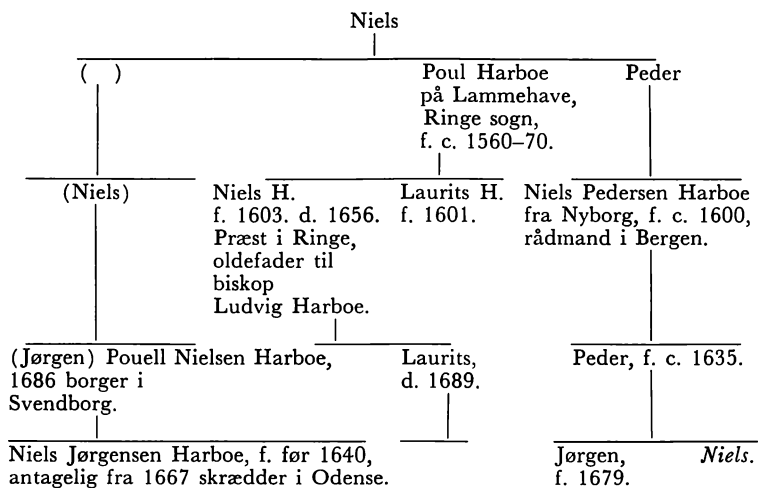 Niels
( ) Poul Harboe Peder
på Lammehave,
Ringe sogn,
f. c. 1560–70.
(Niels) Niels H. Laurits H. Niels Pedersen Harboe
f. 1603. d. 1656. f. 1601. fra Nyborg, f. c. 1600,
Præst i Ringe, rådmand i Bergen.
oldefader til
biskop
Ludvig Harboe.
(Jørgen) Pouell Nielsen Harboe, Laurits, Peder, f. c. 1635.
1686 borger i d. 1689.
Svendborg.
Niels Jørgensen Harboe, f. før 1640, Jørgen, Niels.
antagelig fra 1667 skrædder i Odense. f. 1679.